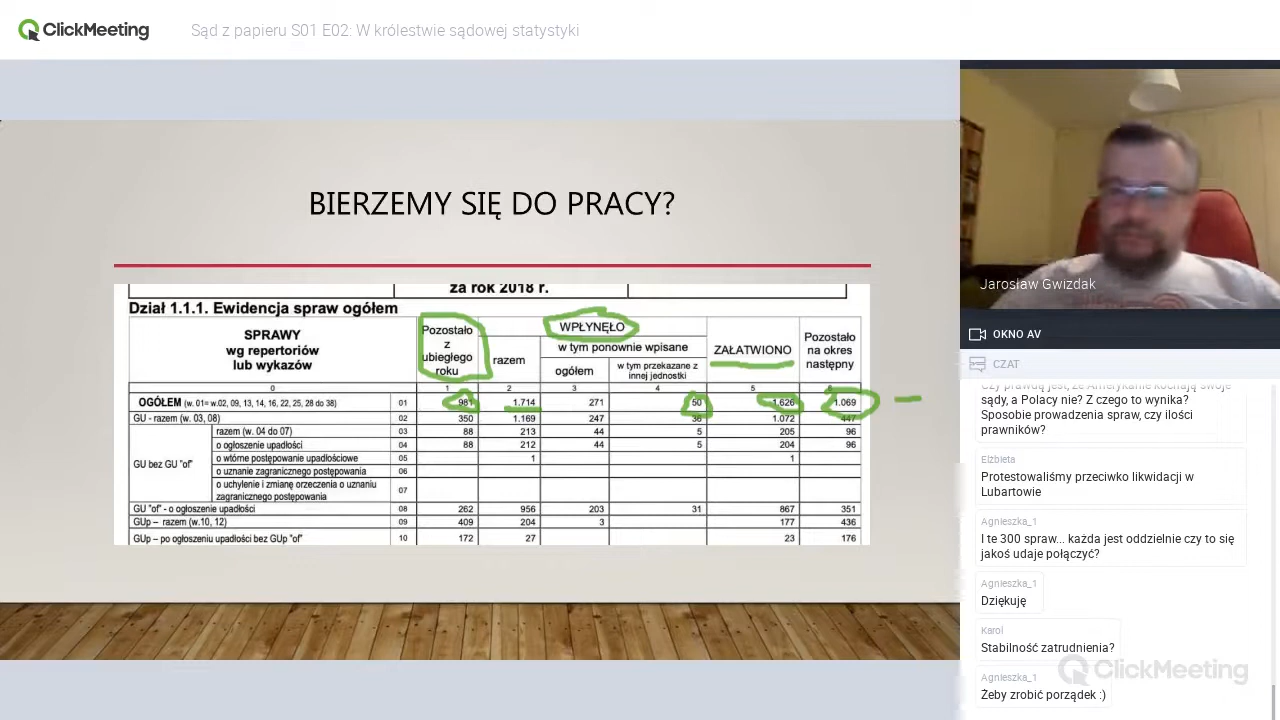 ClickMeeting
Sąd z papieru S01 E02: W królestwie sądowej statystyki
BIERZEMY SIĘ DO PRACY?
za rok 2018 r.
Dział 1.1.1. Ewidencja spraw ogółem
SPRAWY
wg repertoriów
lub wykazów
Pozostało
z
ubiegłego
roku
WPŁYNĘŁO
razem
w tym ponownie wpisane
ogółem
w tym przekazane z
innej jednostki
ZAŁATWIONO
Pozostało
na okres
następny
0 1 2 3 4 5 6
OGÓŁEM (w. 01= w.02, 09, 13, 14, 16, 22, 25, 28 do 38) 01 981 1.714 271 50 1.626 1.069
GU - razem (w. 03, 08) 02 350 1.169 247 36 1.072 447
GU bez GU "of"
razem (w. 04 do 07) 03 88 213 44 5 205 96
o ogłoszenie upadłości 04 88 212 44 5 204 96
o wtórne postępowanie upadłościowe 05 1 1
o uznanie zagranicznego postępowania 06
o uchylenie i zmianę orzeczenia o uznaniu
zagranicznego postępowania 07
GU "of" - o ogłoszenie upadłości 08 262 956 203 31 867 351
GUp – razem (w.10, 12) 09 409 204 3 177 436
GUp – po ogłoszeniu upadłości bez GUp "of" 10 172 27 23 176
Jarosław Gwizdak
OKNO AV
CZAT
Czy prawdą jest, że Amerykanie kochają swoje
sądy, a Polacy nie? Z czego to wynika?
Sposobie prowadzenia spraw, czy ilości
prawników?
Elżbieta
Protestowaliśmy przeciwko likwidacji w
Lubartowie
Agnieszka_1
I te 300 spraw... każda jest oddzielnie czy to się
jakoś udaje połączyć?
Agnieszka_1
Dziękuję
Karol
Stabilność zatrudnienia?
ClickMeeting
Agnieszka_1
Żeby zrobić porządek :)